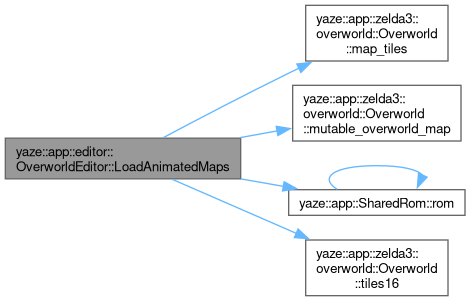 yaze::app::zelda3::
overworld::Overworld
::map_tiles
yaze::app::zelda3::
overworld::Overworld
::mutable_overworld_map
yaze::app::editor::
OverworldEditor::LoadAnimatedMaps
yaze::app::SharedRom::rom
yaze::app::zelda3::
overworld::Overworld
::tiles16